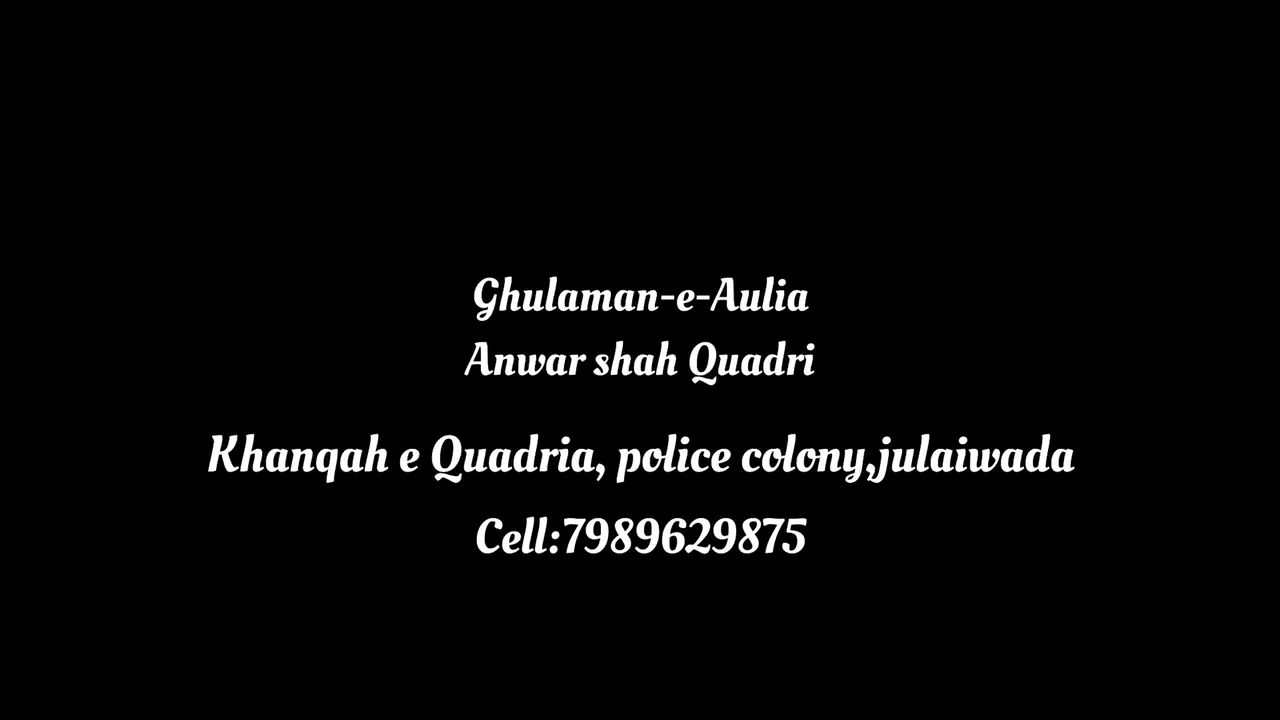 Ghulaman-e-Aulia
Anwar shah Quadri
Khanqah e Quadria, police colony,julaiwada
Cell:7989629875